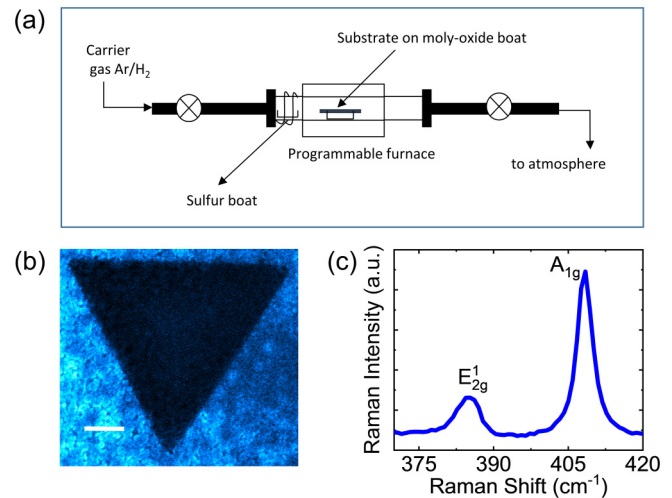 (a)
Carrier
gas Ar/H₂
Substrate on moly-oxide boat
Programmable furnace
Sulfur boat
to atmosphere
(b)
(c)
Raman Intensity (a.u.)
E¹₂g
A₁g
375 390 405 420
Raman Shift (cm⁻¹)